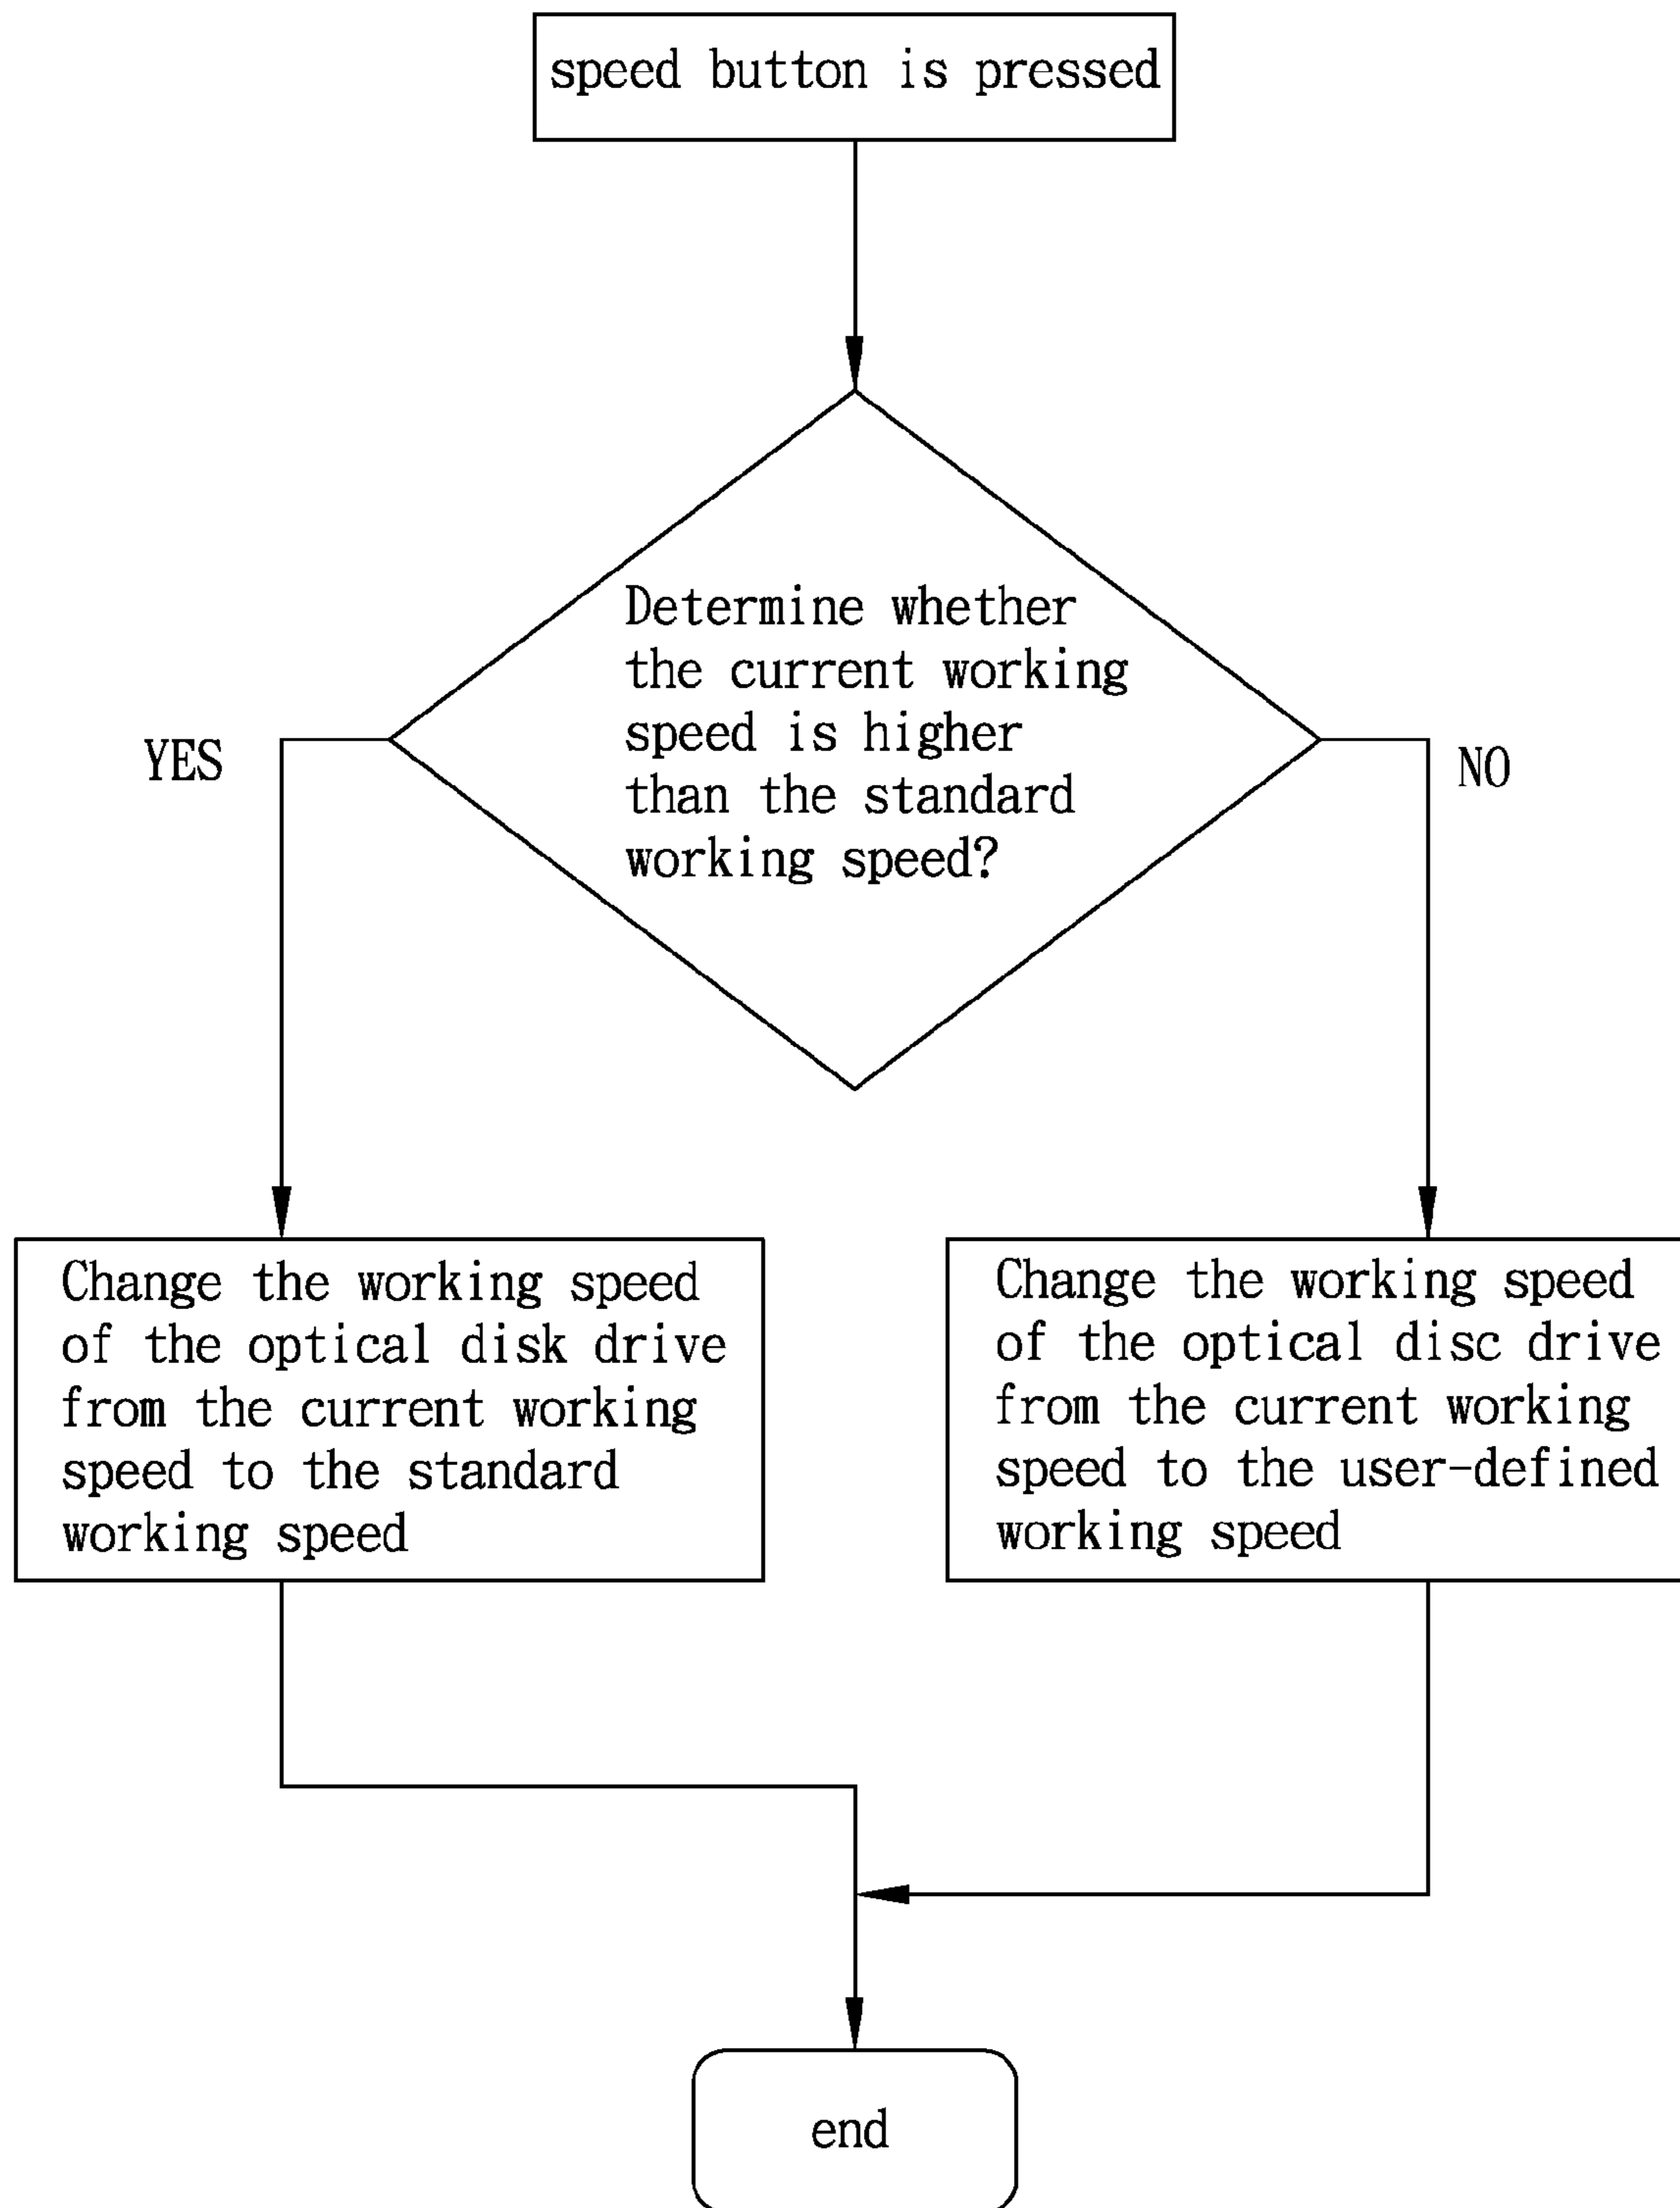 speed button is pressed
Determine whether
the current working
speed is higher
than the standard
working speed?
YES
NO
Change the working speed
of the optical disk drive
from the current working
speed to the standard
working speed
Change the working speed
of the optical disc drive
from the current working
speed to the user-defined
working speed
end